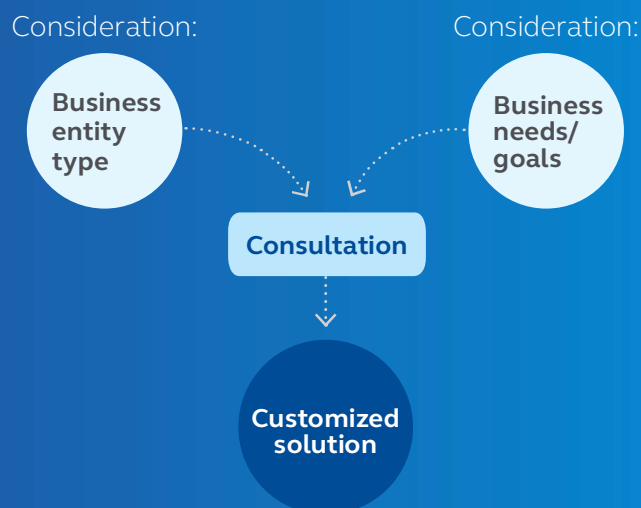 Consideration:
Consideration:
Business
entity
type
Business
needs/
goals
Consultation
Customized
solution